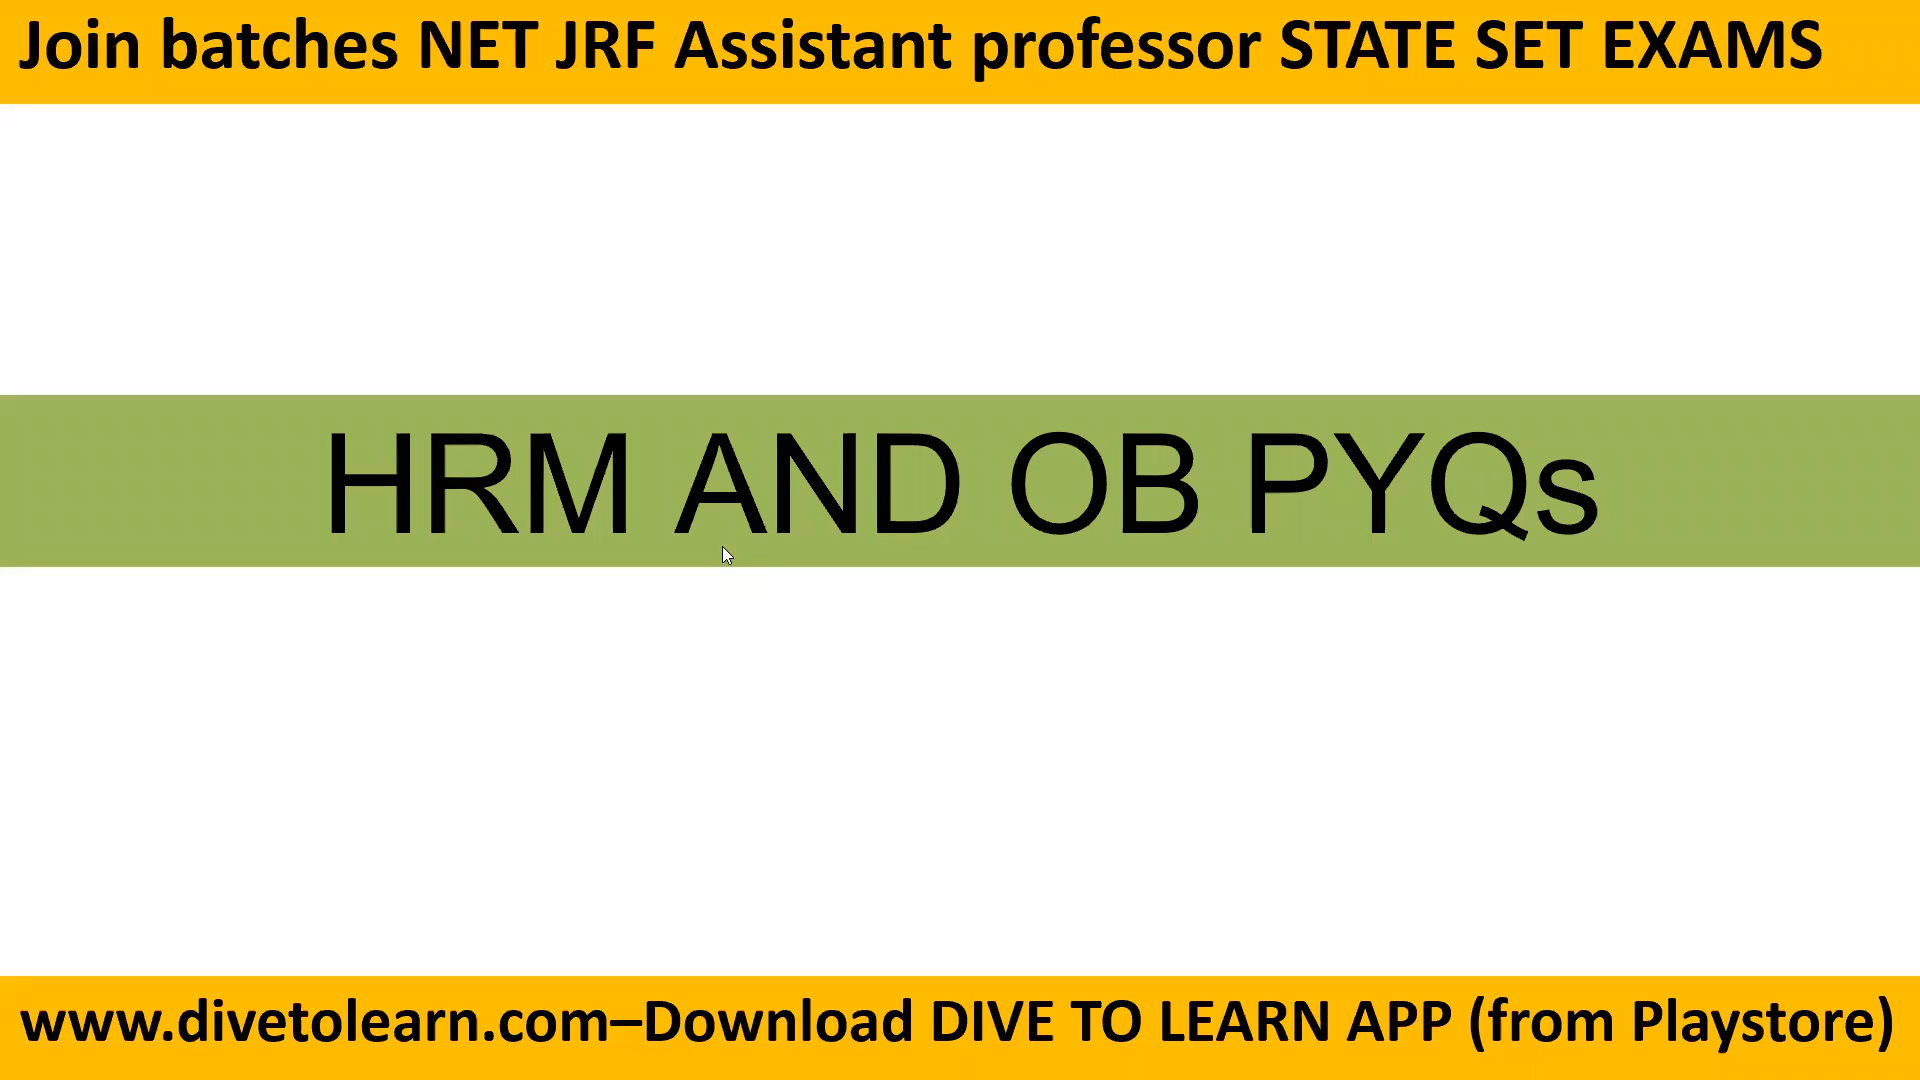 Join batches NET JRF Assistant professor STATE SET EXAMS
HRM AND OB PYQs
www.divetolearn.com–Download DIVE TO LEARN APP (from Playstore)